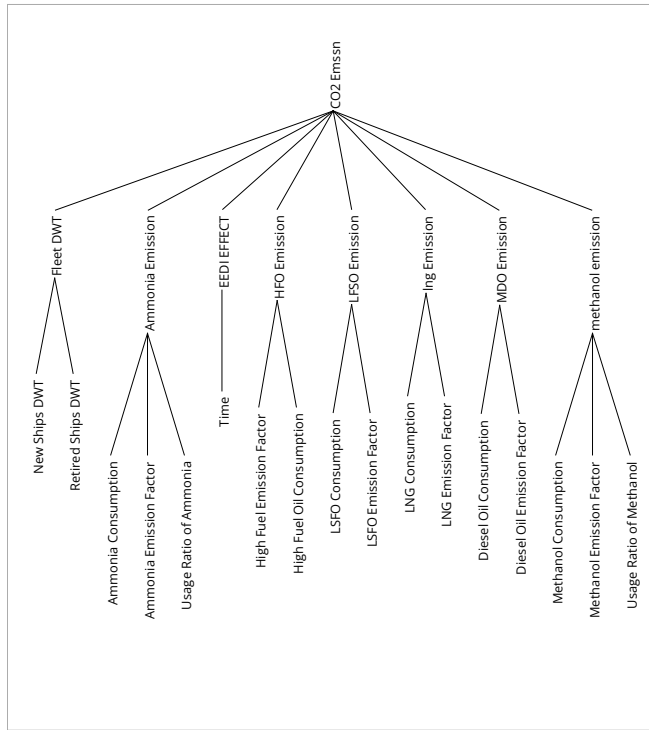 CO2 Emssn
Fleet DWT
Ammonia Emission
EEDI EFFECT
HFO Emission
LFSO Emission
lng Emission
MDO Emission
methanol emission
New Ships DWT
Retired Ships DWT
Ammonia Consumption
Ammonia Emission Factor
Usage Ratio of Ammonia
Time
High Fuel Emission Factor
High Fuel Oil Consumption
LSFO Consumption
LSFO Emission Factor
LNG Consumption
LNG Emission Factor
Diesel Oil Consumption
Diesel Oil Emission Factor
Methanol Consumption
Methanol Emission Factor
Usage Ratio of Methanol